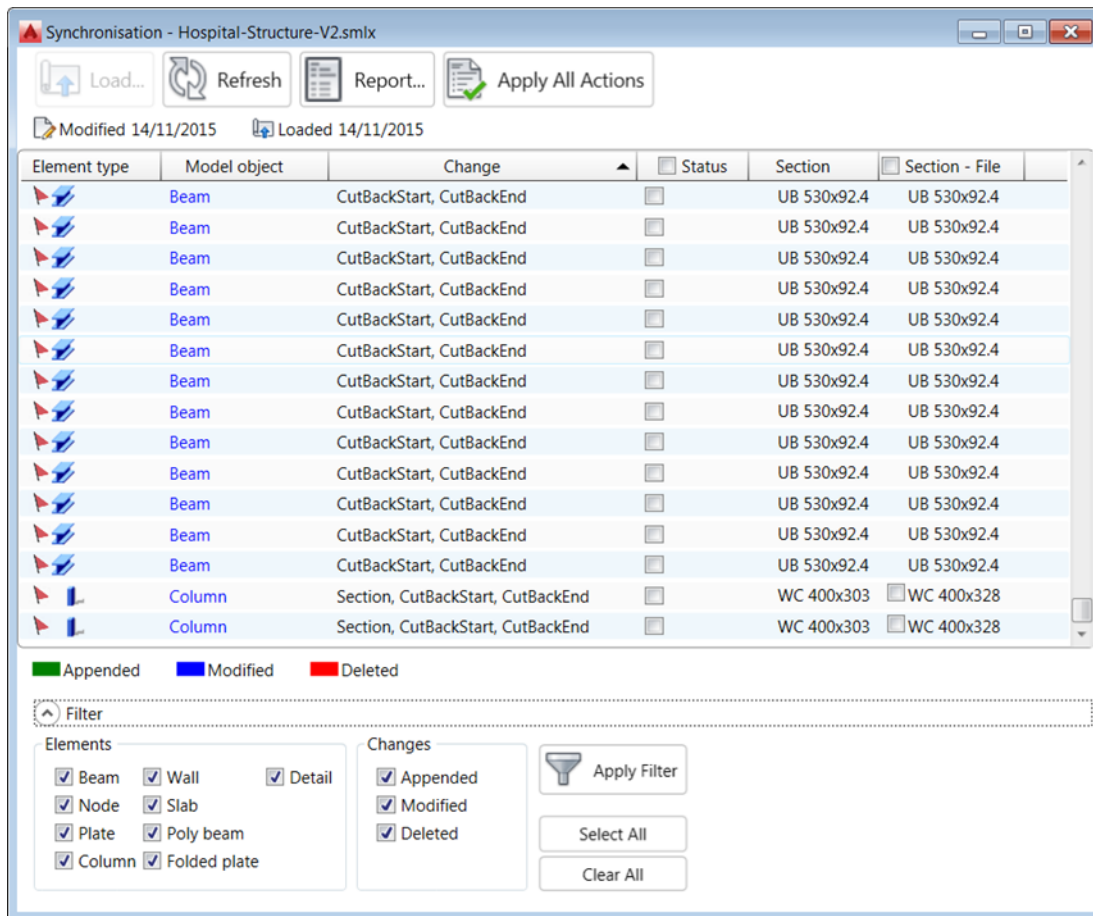 Synchronisation - Hospital-Structure-V2.smlx
Load... Refresh Report... Apply All Actions
Modified 14/11/2015 Loaded 14/11/2015
Element type Model object Change Status Section Section - File
Beam CutBackStart, CutBackEnd UB 530x92.4 UB 530x92.4
Beam CutBackStart, CutBackEnd UB 530x92.4 UB 530x92.4
Beam CutBackStart, CutBackEnd UB 530x92.4 UB 530x92.4
Beam CutBackStart, CutBackEnd UB 530x92.4 UB 530x92.4
Beam CutBackStart, CutBackEnd UB 530x92.4 UB 530x92.4
Beam CutBackStart, CutBackEnd UB 530x92.4 UB 530x92.4
Beam CutBackStart, CutBackEnd UB 530x92.4 UB 530x92.4
Beam CutBackStart, CutBackEnd UB 530x92.4 UB 530x92.4
Beam CutBackStart, CutBackEnd UB 530x92.4 UB 530x92.4
Beam CutBackStart, CutBackEnd UB 530x92.4 UB 530x92.4
Beam CutBackStart, CutBackEnd UB 530x92.4 UB 530x92.4
Beam CutBackStart, CutBackEnd UB 530x92.4 UB 530x92.4
Beam CutBackStart, CutBackEnd UB 530x92.4 UB 530x92.4
Column Section, CutBackStart, CutBackEnd WC 400x303 WC 400x328
Column Section, CutBackStart, CutBackEnd WC 400x303 WC 400x328
Appended Modified Deleted
Filter
Elements Changes
Beam Wall Detail Appended Apply Filter
Node Slab Modified
Plate Poly beam Deleted Select All
Column Folded plate Clear All